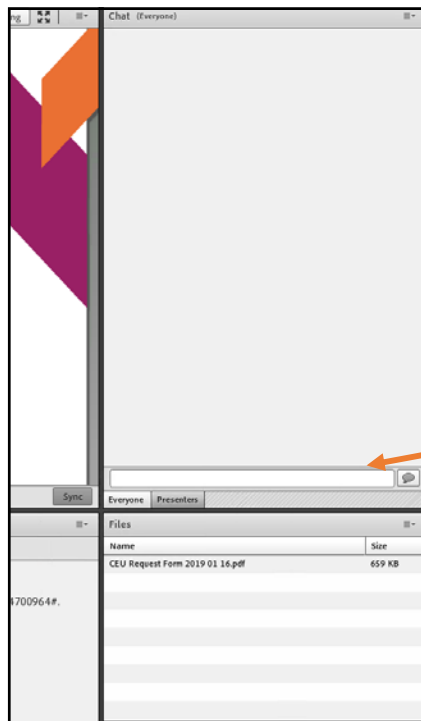 ng
Chat (Everyone)
Sync
Everyone Presenters
Files
Name Size
CEU Request Form 2019 01 16.pdf 659 KB
4700964#.